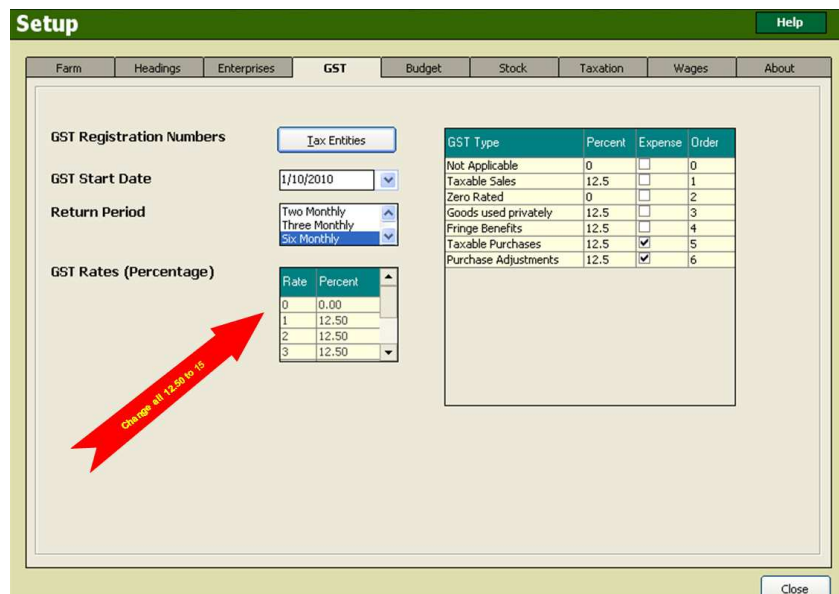 Setup
Help
Farm Headings Enterprises GST Budget Stock Taxation Wages About
GST Registration Numbers
Tax Entities
GST Start Date
1/10/2010
Return Period
Two Monthly
Three Monthly
Six Monthly
GST Rates (Percentage)
Rate Percent
0 0.00
1 12.50
2 12.50
3 12.50
Change all 12.50 to 15
GST Type Percent Expense Order
Not Applicable 0 0
Taxable Sales 12.5 1
Zero Rated 0 2
Goods used privately 12.5 3
Fringe Benefits 12.5 4
Taxable Purchases 12.5 5
Purchase Adjustments 12.5 6
Close